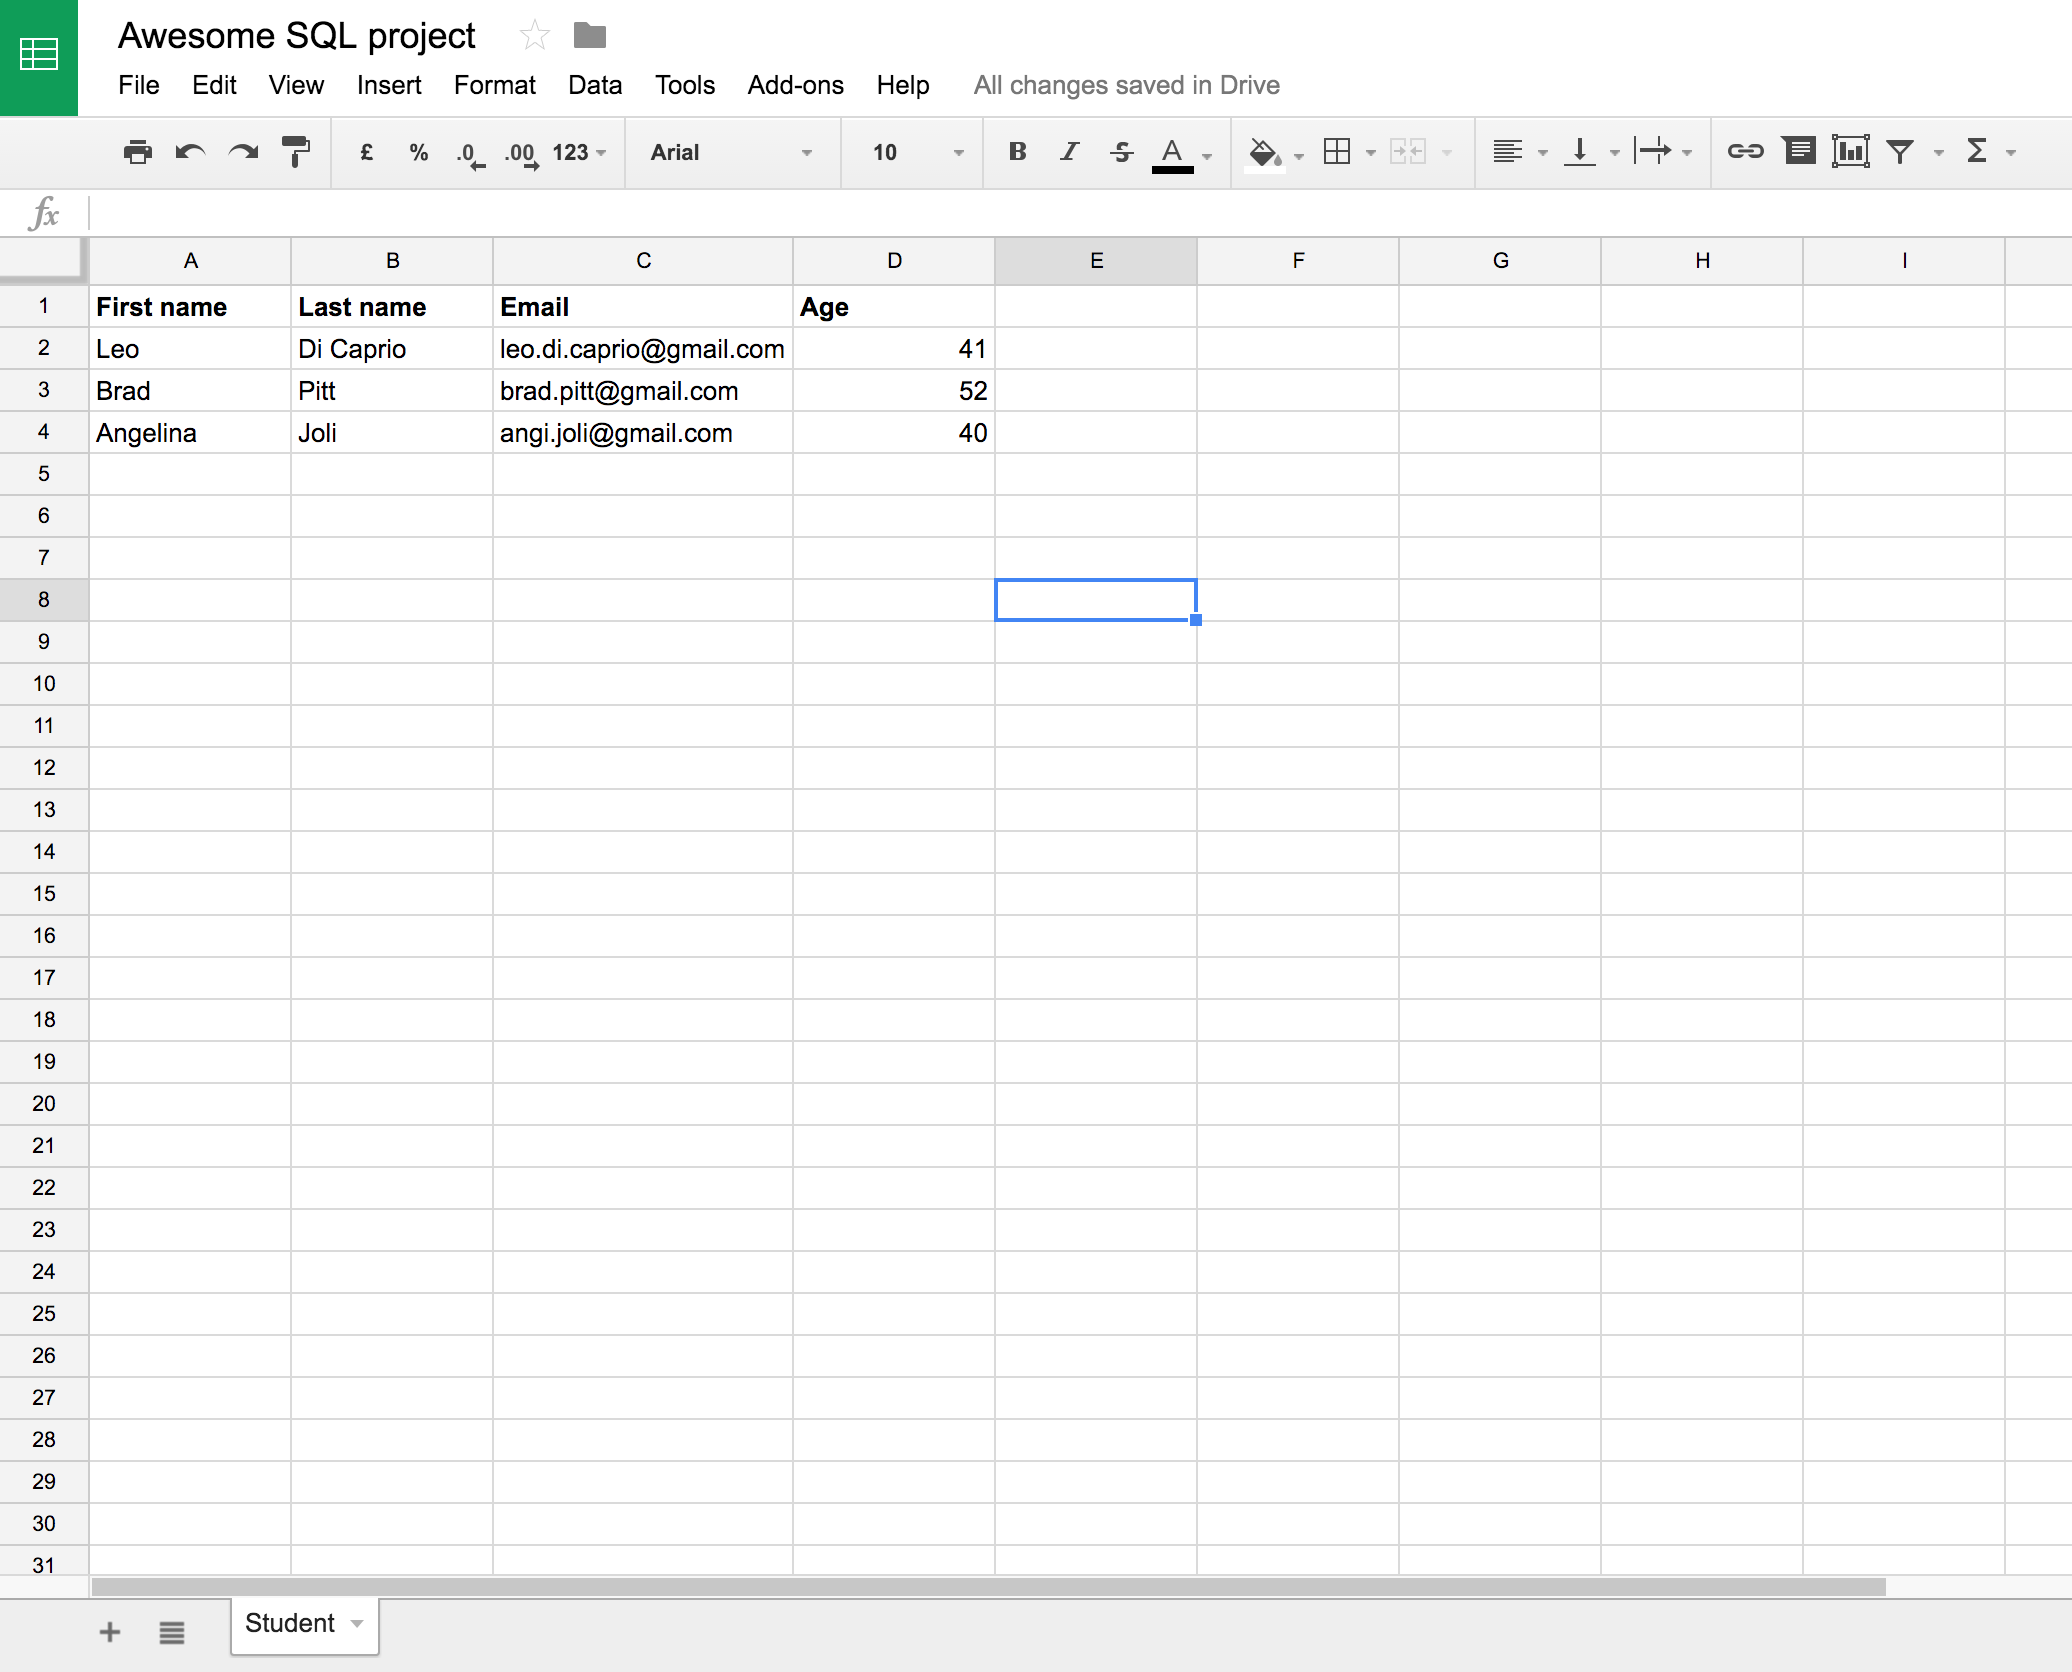 Awesome SQL project
File Edit View Insert Format Data Tools Add-ons Help All changes saved in Drive
£ % .0 .00 123 Arial 10 B I S A Σ
fx
A B C D E F G H I
1 First name Last name Email Age
2 Leo Di Caprio leo.di.caprio@gmail.com 41
3 Brad Pitt brad.pitt@gmail.com 52
4 Angelina Joli angi.joli@gmail.com 40
5
6
7
8
9
10
11
12
13
14
15
16
17
18
19
20
21
22
23
24
25
26
27
28
29
30
31
Student